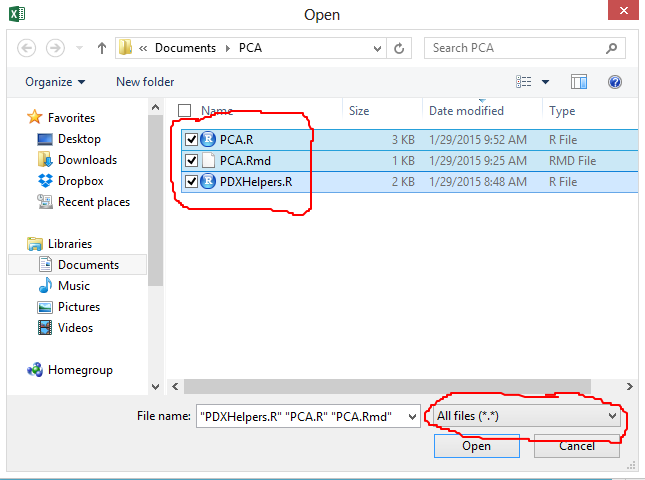 Open
« Documents ▸ PCA
Search PCA
Organize New folder
Name Size Date modified Type
PCA.R 3 KB 1/29/2015 9:52 AM R File
PCA.Rmd 1 KB 1/29/2015 9:25 AM RMD File
PDXHelpers.R 2 KB 1/29/2015 8:48 AM R File
Favorites
Desktop
Downloads
Dropbox
Recent places
Libraries
Documents
Music
Pictures
Videos
Homegroup
File name: "PDXHelpers.R" "PCA.R" "PCA.Rmd" All files (*.*)
Open Cancel